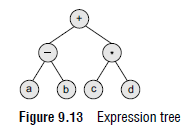 +
− •
a b c d
Figure 9.13 Expression tree